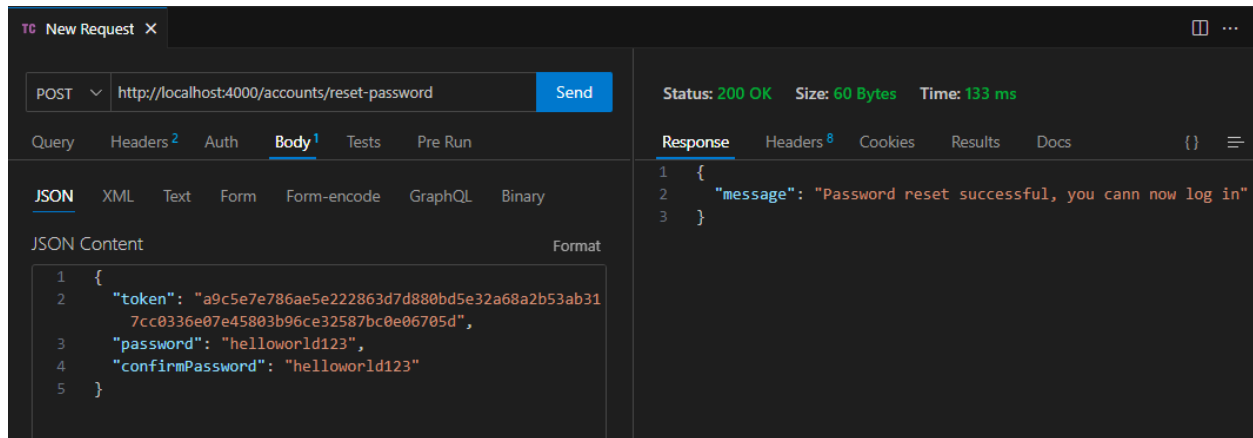 TC New Request ×
POST http://localhost:4000/accounts/reset-password Send
Query Headers 2 Auth Body 1 Tests Pre Run
JSON XML Text Form Form-encode GraphQL Binary
JSON Content Format
1 {
2 "token": "a9c5e7e786ae5e222863d7d880bd5e32a68a2b53ab31
7cc0336e07e45803b96ce32587bc0e06705d",
3 "password": "helloworld123",
4 "confirmPassword": "helloworld123"
5 }
Status: 200 OK Size: 60 Bytes Time: 133 ms
Response Headers 8 Cookies Results Docs {}
1 {
2 "message": "Password reset successful, you cann now log in"
3 }